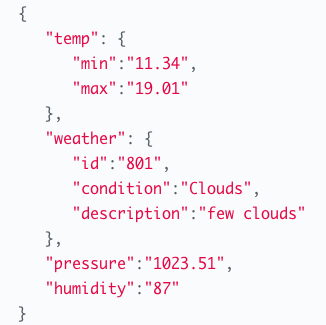 {
"temp": {
"min":"11.34",
"max":"19.01"
},
"weather": {
"id":"801",
"condition":"Clouds",
"description":"few clouds"
},
"pressure":"1023.51",
"humidity":"87"
}